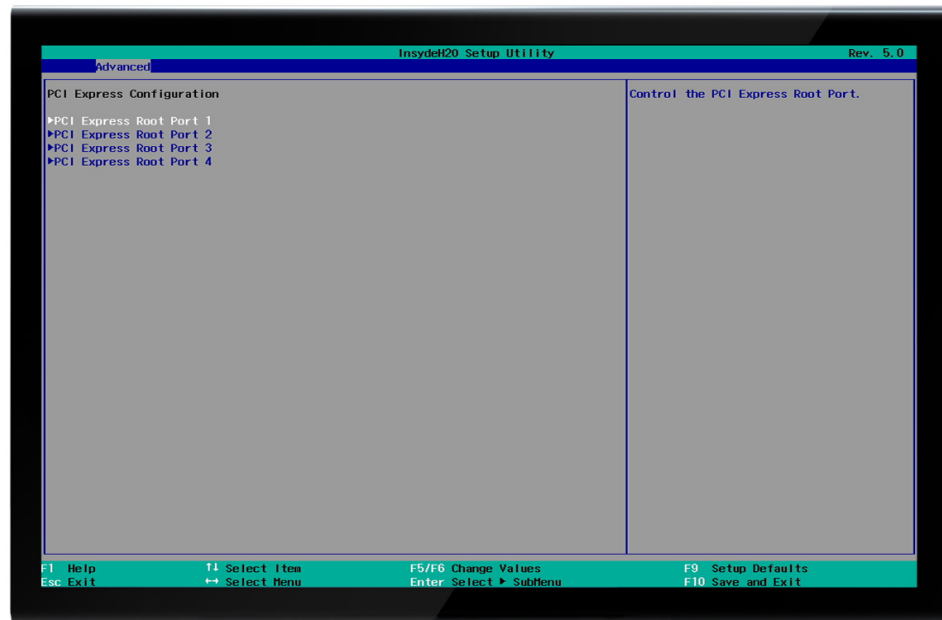 InsydeH20 Setup Utility Rev. 5.0
Advanced
PCI Express Configuration
Control the PCI Express Root Port.
▶PCI Express Root Port 1
▶PCI Express Root Port 2
▶PCI Express Root Port 3
▶PCI Express Root Port 4
F1 Help ↑↓ Select Item F5/F6 Change Values F9 Setup Defaults
Esc Exit ↔ Select Menu Enter Select ▶ SubMenu F10 Save and Exit